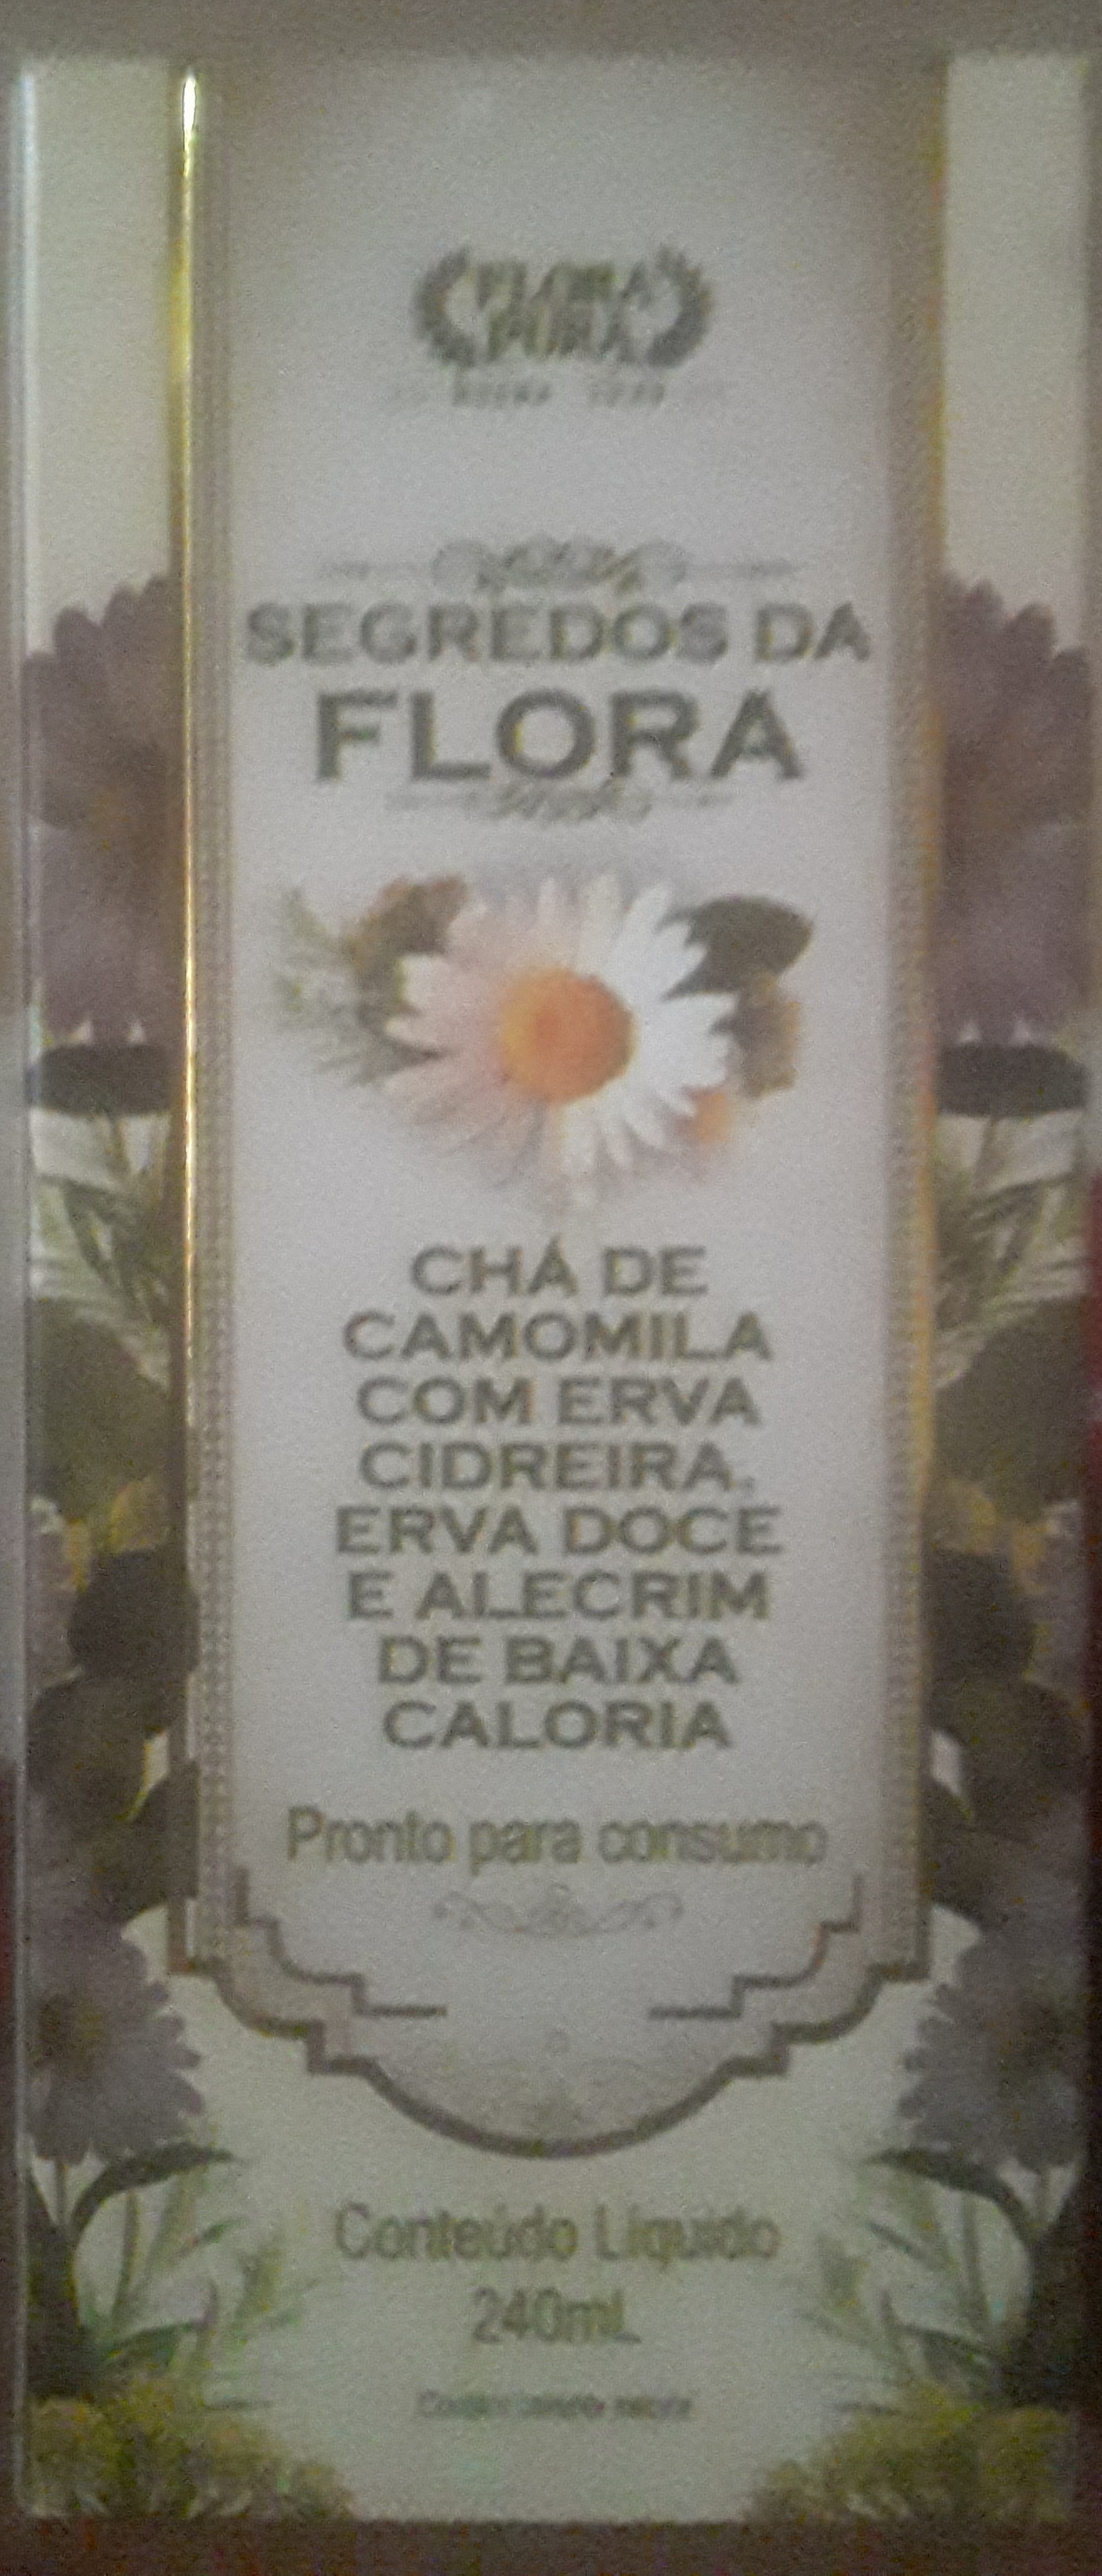 FLORA
PURA
SEGREDOS DA
FLORA
CHÁ DE
CAMOMILA
COM ERVA
CIDREIRA,
ERVA DOCE
E ALECRIM
DE BAIXA
CALORIA
Pronto para consumo
Conteúdo Líquido
240mL